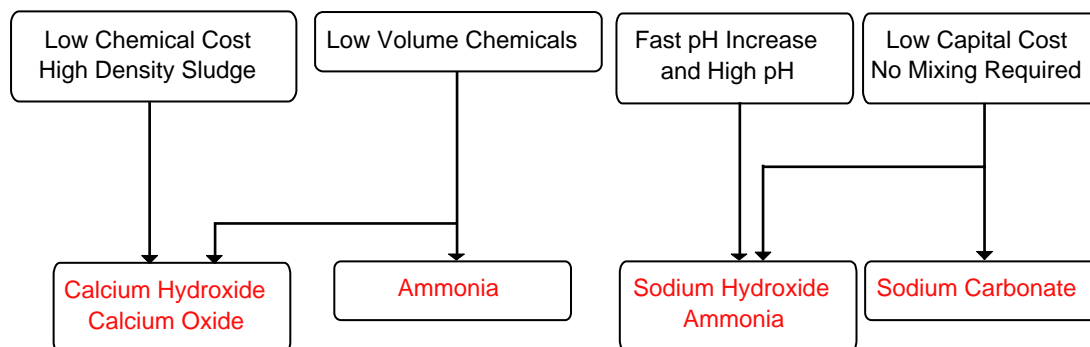 Low Chemical Cost
High Density Sludge
Low Volume Chemicals
Fast pH Increase
and High pH
Low Capital Cost
No Mixing Required
Calcium Hydroxide
Calcium Oxide
Ammonia
Sodium Hydroxide
Ammonia
Sodium Carbonate